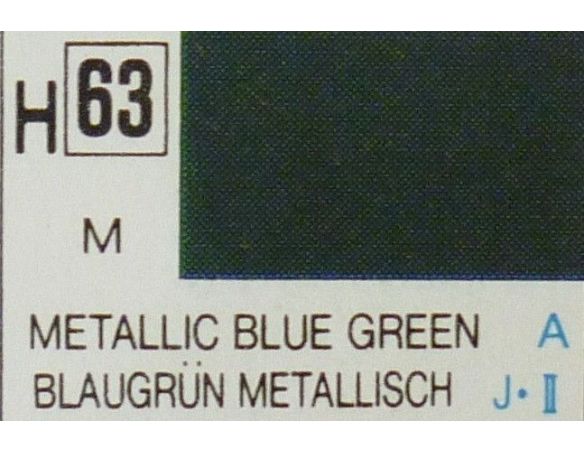 H 63
M
METALLIC BLUE GREEN A
BLAUGRÜN METALLISCH J・Ⅱ